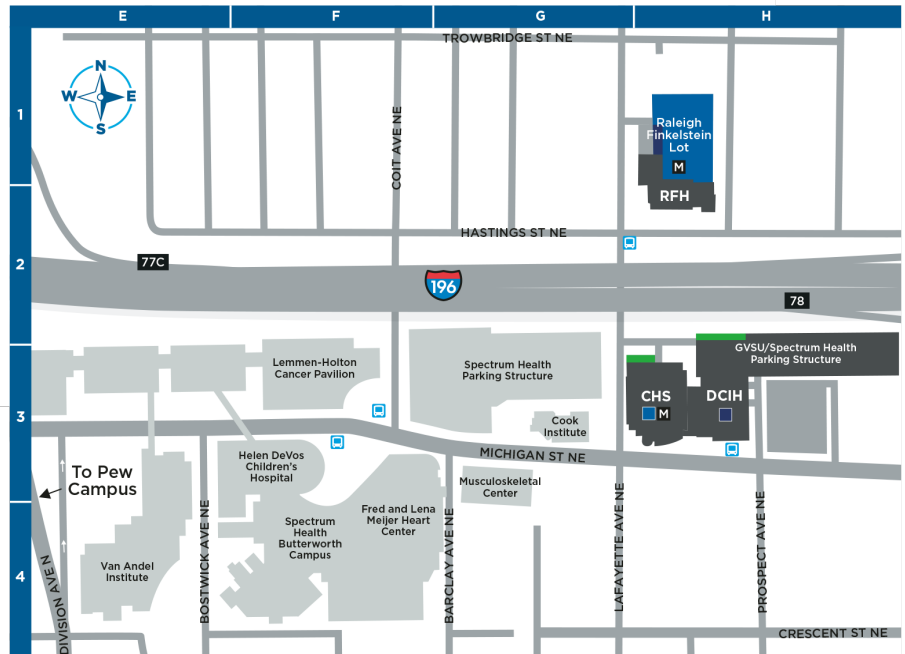 E
F
G
H
TROWBRIDGE ST NE
N
W
E
S
1
COIT AVE NE
Raleigh
Finkelstein
Lot
M
RFH
HASTINGS ST NE
2
77C
196
78
Lemmen-Holton
Cancer Pavilion
Spectrum Health
Parking Structure
GVSU/Spectrum Health
Parking Structure
CHS
M
DCIH
3
Cook
Institute
MICHIGAN ST NE
Helen DeVos
Children's
Hospital
To Pew
Campus
Musculoskeletal
Center
Fred and Lena
Meijer Heart
Center
Spectrum
Health
Butterworth
Campus
Van Andel
Institute
4
DIVISION AVEN
BOSTWICK AVE NE
BARCLAY AVE NE
LAFAYETTE AVE NE
PROSPECT AVE NE
CRESCENT ST NE